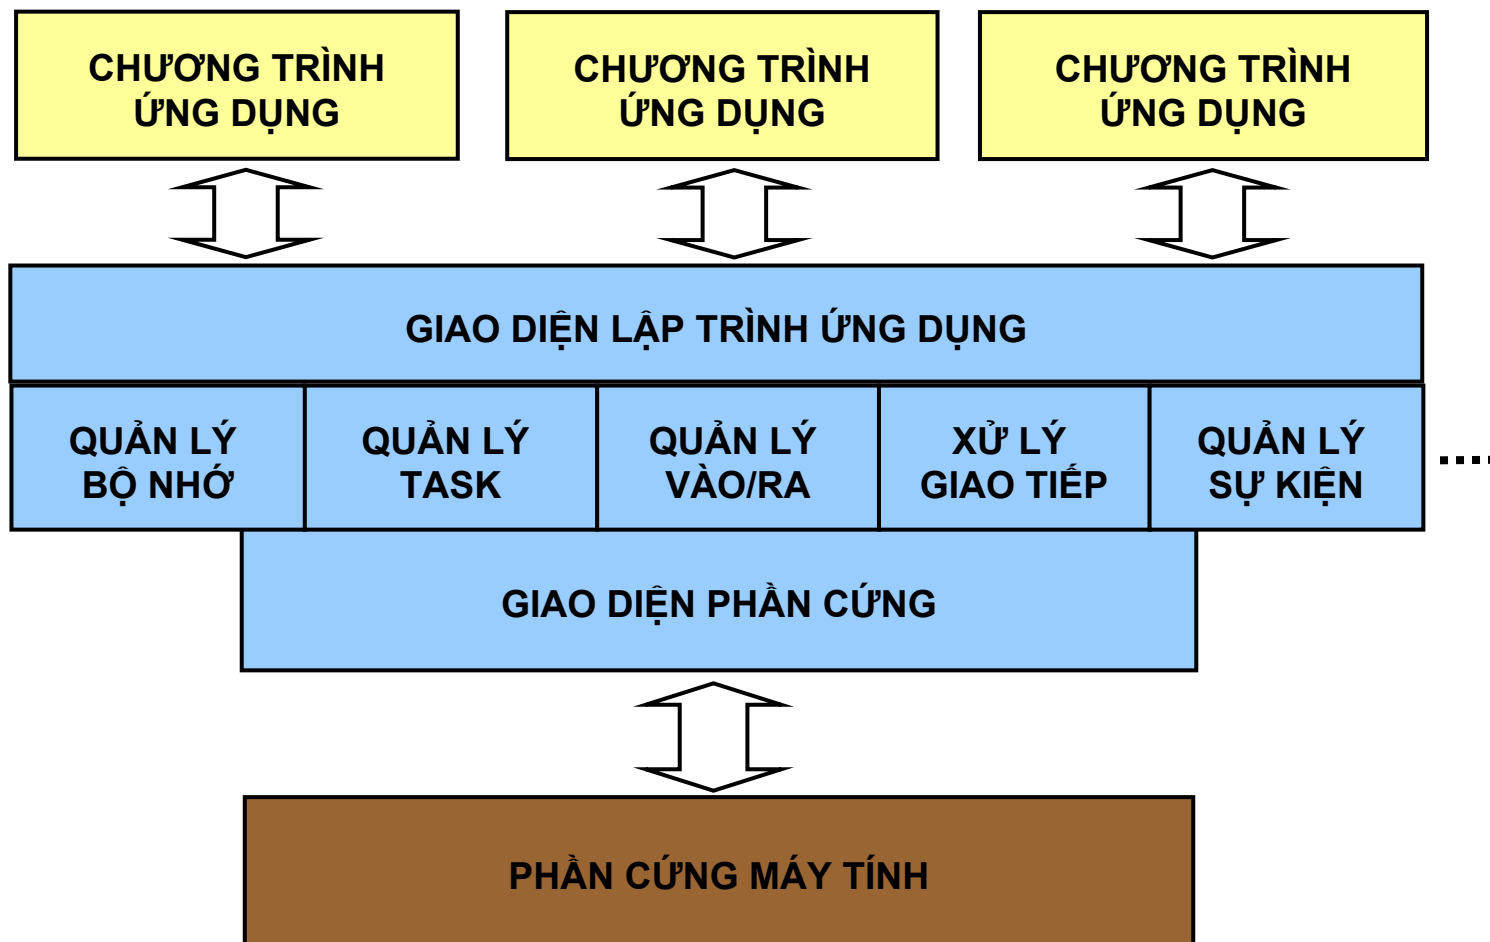 CHƯƠNG TRÌNH
ỨNG DỤNG
CHƯƠNG TRÌNH
ỨNG DỤNG
CHƯƠNG TRÌNH
ỨNG DỤNG
GIAO DIỆN LẬP TRÌNH ỨNG DỤNG
QUẢN LÝ
BỘ NHỚ
QUẢN LÝ
TASK
QUẢN LÝ
VÀO/RA
XỬ LÝ
GIAO TIẾP
QUẢN LÝ
SỰ KIỆN
GIAO DIỆN PHẦN CỨNG
PHẦN CỨNG MÁY TÍNH